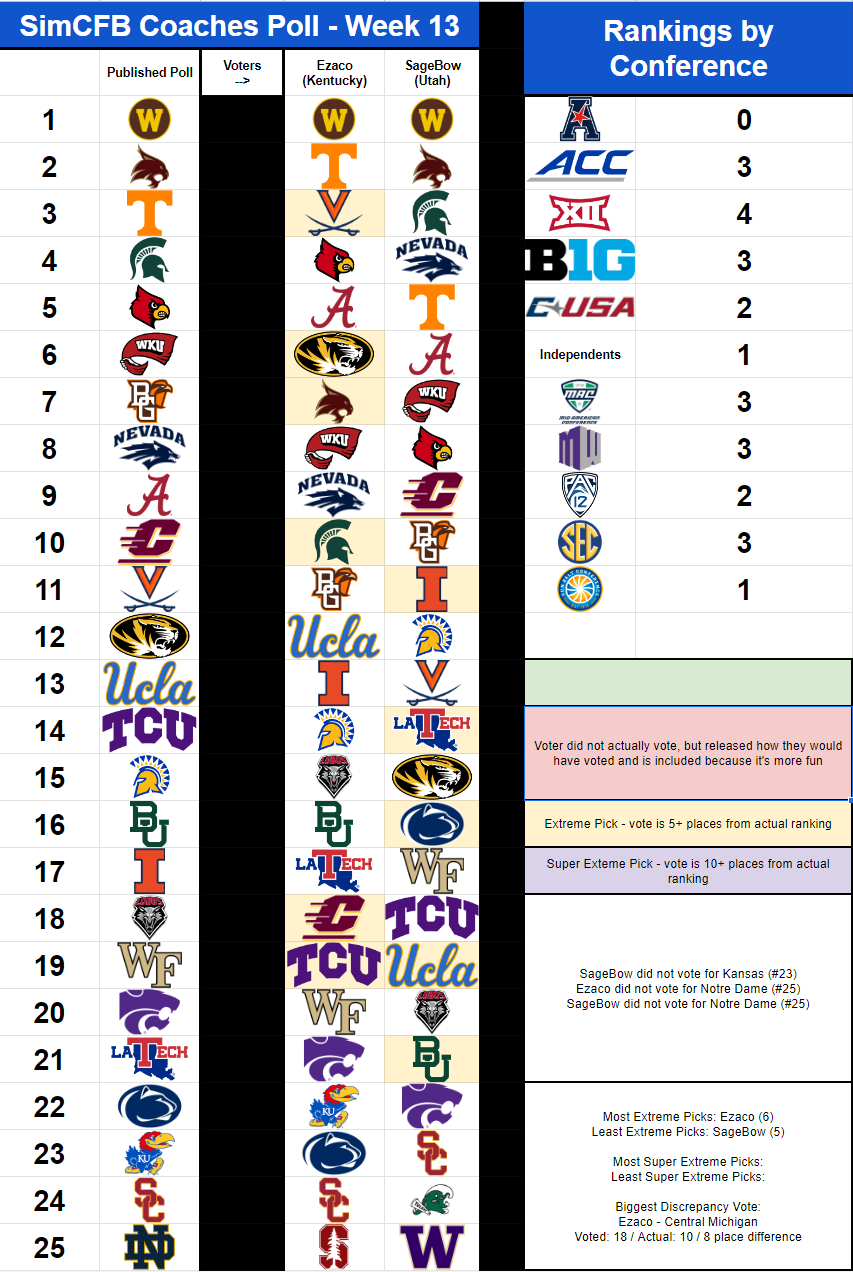 SimCFB Coaches Poll - Week 13
Rankings by
Conference
Published Poll
Voters
-->
Ezaco
(Kentucky)
SageBow
(Utah)
1 W W W
0
2 T
ACC 3
3 T V
XII 4
4 NEVADA
B1G 3
5 A T
C USA 2
6 WKU A
Independents 1
7 BG WKU
MAC
MID-AMERICAN
CONFERENCE
3
8 NEVADA WKU
MW 3
9 A NEVADA C
PAC
12
2
10 C BG
SEC 3
11 V BG I
SUN BELT CONFERENCE
1
12 Ucla
13 Ucla I V
14 TCU LA TECH
Voter did not actually vote, but released how they would
have voted and is included because it's more fun
15 LOBOS
16 BU BU
Extreme Pick - vote is 5+ places from actual ranking
17 I LA TECH WF
Super Exteme Pick - vote is 10+ places from actual
ranking
18 LOBOS C TCU
19 WF TCU Ucla
SageBow did not vote for Kansas (#23)
Ezaco did not vote for Notre Dame (#25)
SageBow did not vote for Notre Dame (#25)
20 WF LOBOS
21 LA TECH BU
22 KU
Most Extreme Picks: Ezaco (6)
Least Extreme Picks: SageBow (5)
23 KU SC
Most Super Extreme Picks:
Least Super Extreme Picks:
24 SC SC
Biggest Discrepancy Vote:
Ezaco - Central Michigan
Voted: 18 / Actual: 10 / 8 place difference
25 ND S W